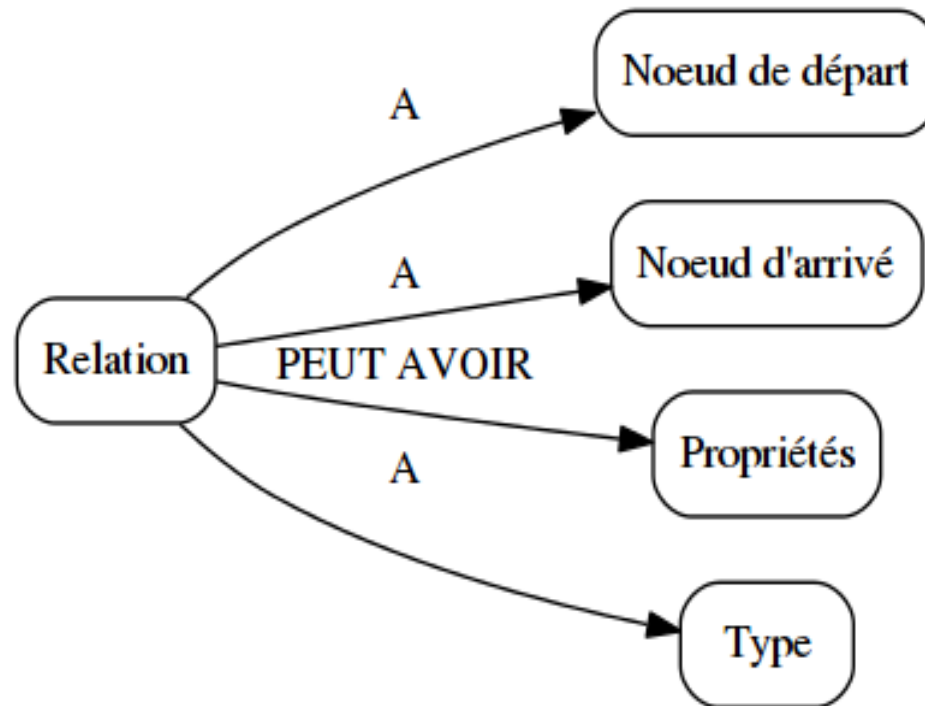 Noeud de départ
A
Noeud d'arrivé
A
Relation
PEUT AVOIR
Propriétés
A
Type